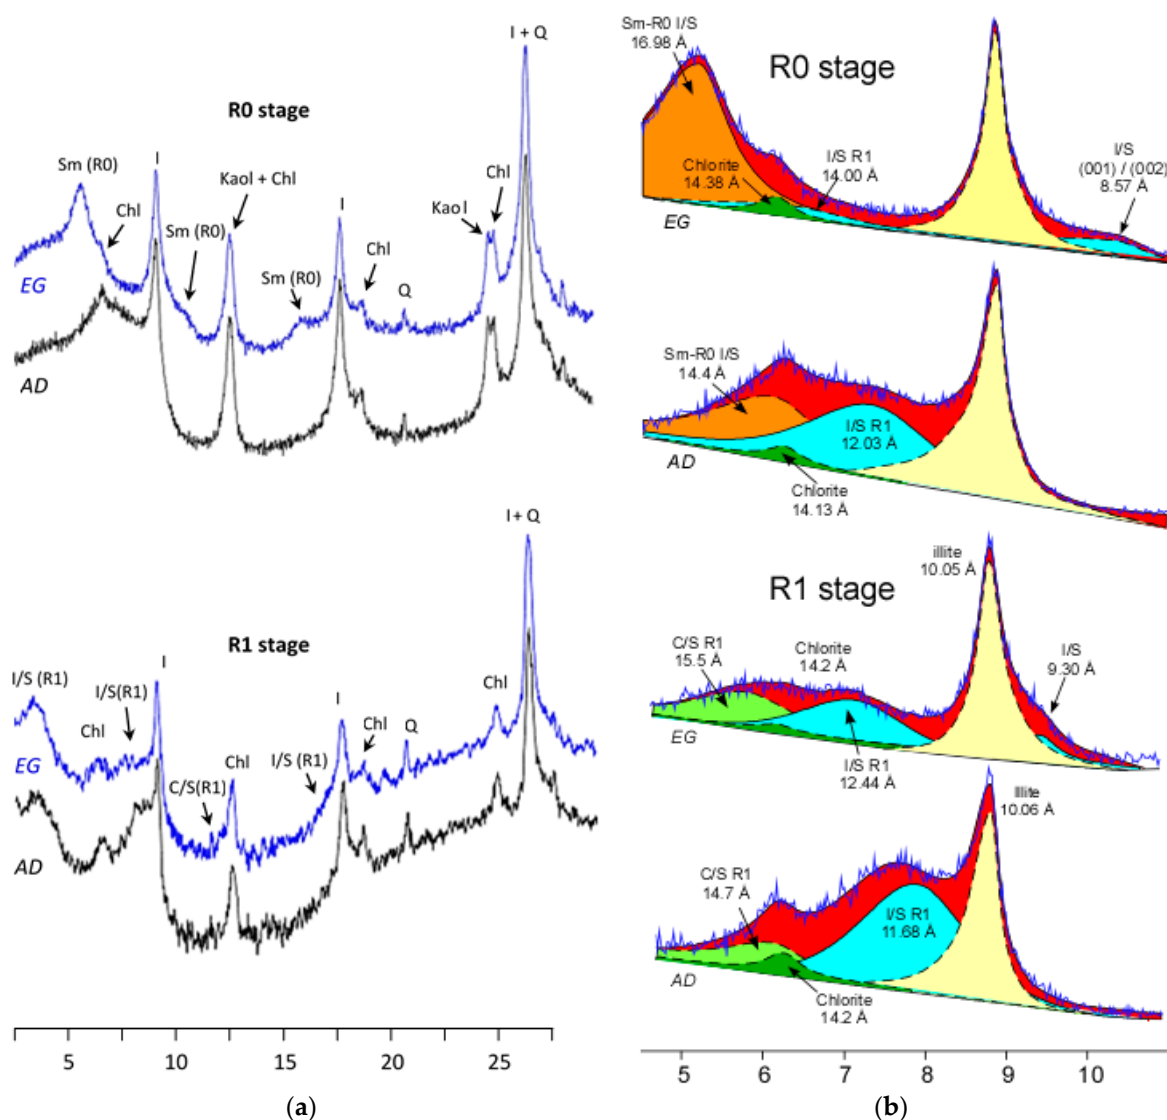 R0 stage
I + Q
I
Sm (R0)
Chl
Kaol + Chl
Sm (R0)
I
Chl
Kaol
Sm (R0)
Chl
Q
EG
AD
R1 stage
I + Q
I
I/S (R1)
I/S(R1)
Chl
C/S(R1)
Chl
I/S (R1)
I
Chl
Q
Chl
EG
AD
5 10 15 20 25
(a)
R0 stage
Sm-R0 I/S
16.98 Å
Chlorite
14.38 Å
I/S R1
14.00 Å
I/S
(001) / (002)
8.57 Å
EG
Sm-R0 I/S
14.4 Å
I/S R1
12.03 Å
Chlorite
14.13 Å
AD
R1 stage
illite
10.05 Å
C/S R1
15.5 Å
Chlorite
14.2 Å
I/S
9.30 Å
I/S R1
12.44 Å
EG
Illite
10.06 Å
C/S R1
14.7 Å
I/S R1
11.68 Å
Chlorite
14.2 Å
AD
5 6 7 8 9 10
(b)